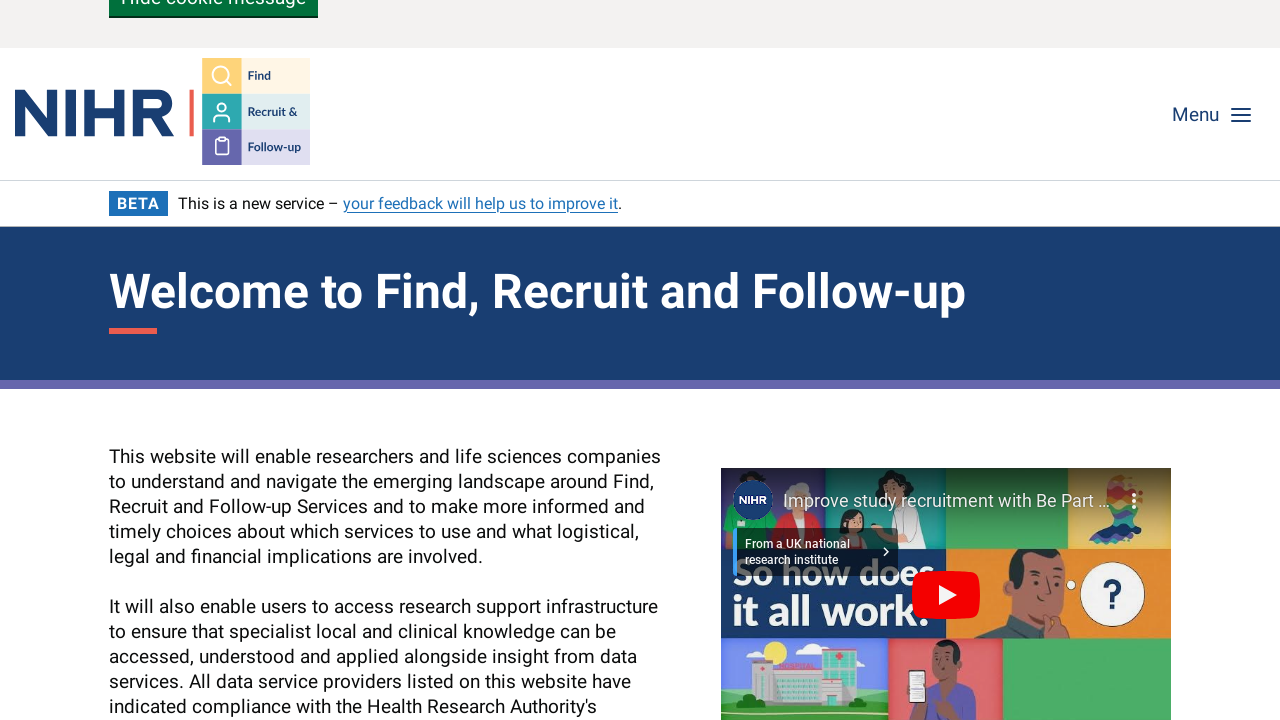 Hide cookie message
NIHR
Find
Recruit &
Follow-up
Menu
BETA This is a new service – your feedback will help us to improve it.
Welcome to Find, Recruit and Follow-up
This website will enable researchers and life sciences companies
to understand and navigate the emerging landscape around Find,
Recruit and Follow-up Services and to make more informed and
timely choices about which services to use and what logistical,
legal and financial implications are involved.
It will also enable users to access research support infrastructure
to ensure that specialist local and clinical knowledge can be
accessed, understood and applied alongside insight from data
services. All data service providers listed on this website have
indicated compliance with the Health Research Authority's
NIHR Improve study recruitment with Be Part ...
From a UK national
research institute
So how does
it all work?
?
HOSPITAL